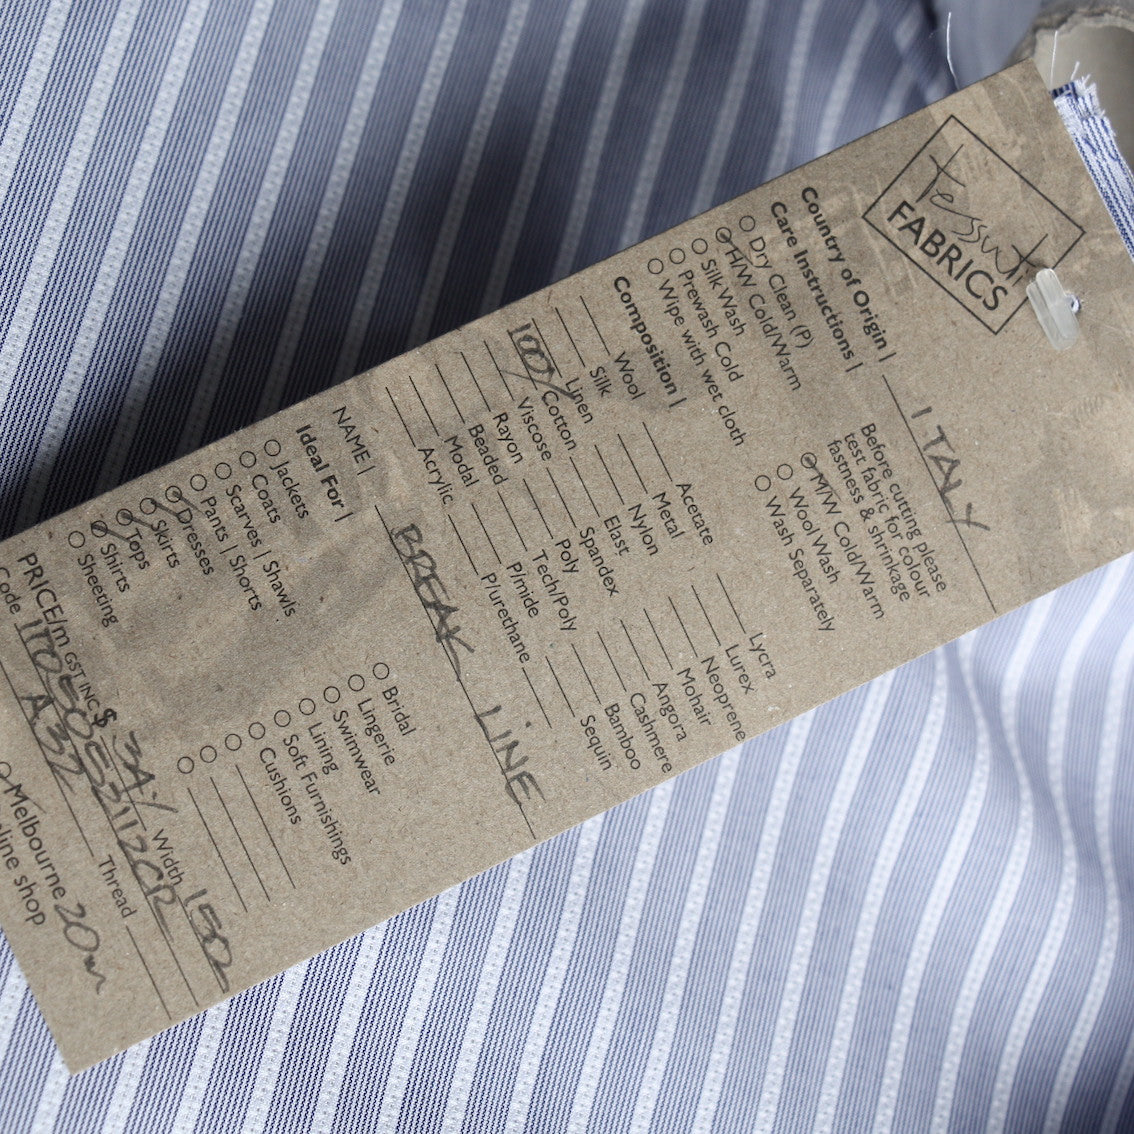 tessuti
FABRICS
Country of Origin | ITALY
Care Instructions |
Before cutting please
test fabric for colour
fastness & shrinkage
Dry Clean (P)
H/W Cold/Warm
Silk Wash
Prewash Cold
Wipe with wet cloth
M/W Cold/Warm
Wool Wash
Wash Separately
Composition |
Wool
Silk
Linen
100% Cotton
Viscose
Rayon
Beaded
Modal
Acrylic
Acetate
Metal
Nylon
Elast
Spandex
Poly
Tech/Poly
P/mide
P/urethane
Lycra
Lurex
Neoprene
Mohair
Angora
Cashmere
Bamboo
Sequin
NAME | BREAK LINE
Ideal For |
Jackets
Coats
Scarves | Shawls
Pants | Shorts
Dresses
Skirts
Tops
Shirts
Sheeting
Bridal
Lingerie
Swimwear
Lining
Soft Furnishings
Cushions
PRICE/m GST INC $ Width 150
Code
A32 Thread
Melbourne 20m
line shop